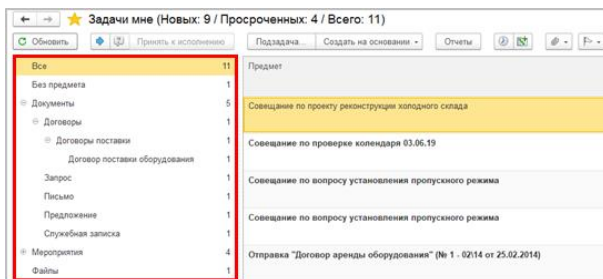 Задачи мне (Новых: 9 / Просроченных: 4 / Всего: 11)
Обновить Принять к исполнению Подзадача... Создать на основании Отчеты
Все 11
Без предмета 1
Документы 5
Договоры 1
Договоры поставки 1
Договор поставки оборудования 1
Запрос 1
Письмо 1
Предложение 1
Служебная записка 1
Мероприятия 4
Файлы 1
Предмет
Совещание по проекту реконструкции холодного склада
Совещание по проверке колендаря 03.06.19
Совещание по вопросу установления пропускного режима
Совещание по вопросу установления пропускного режима
Отправка "Договор аренды оборудования" (№ 1 - 02\14 от 25.02.2014)